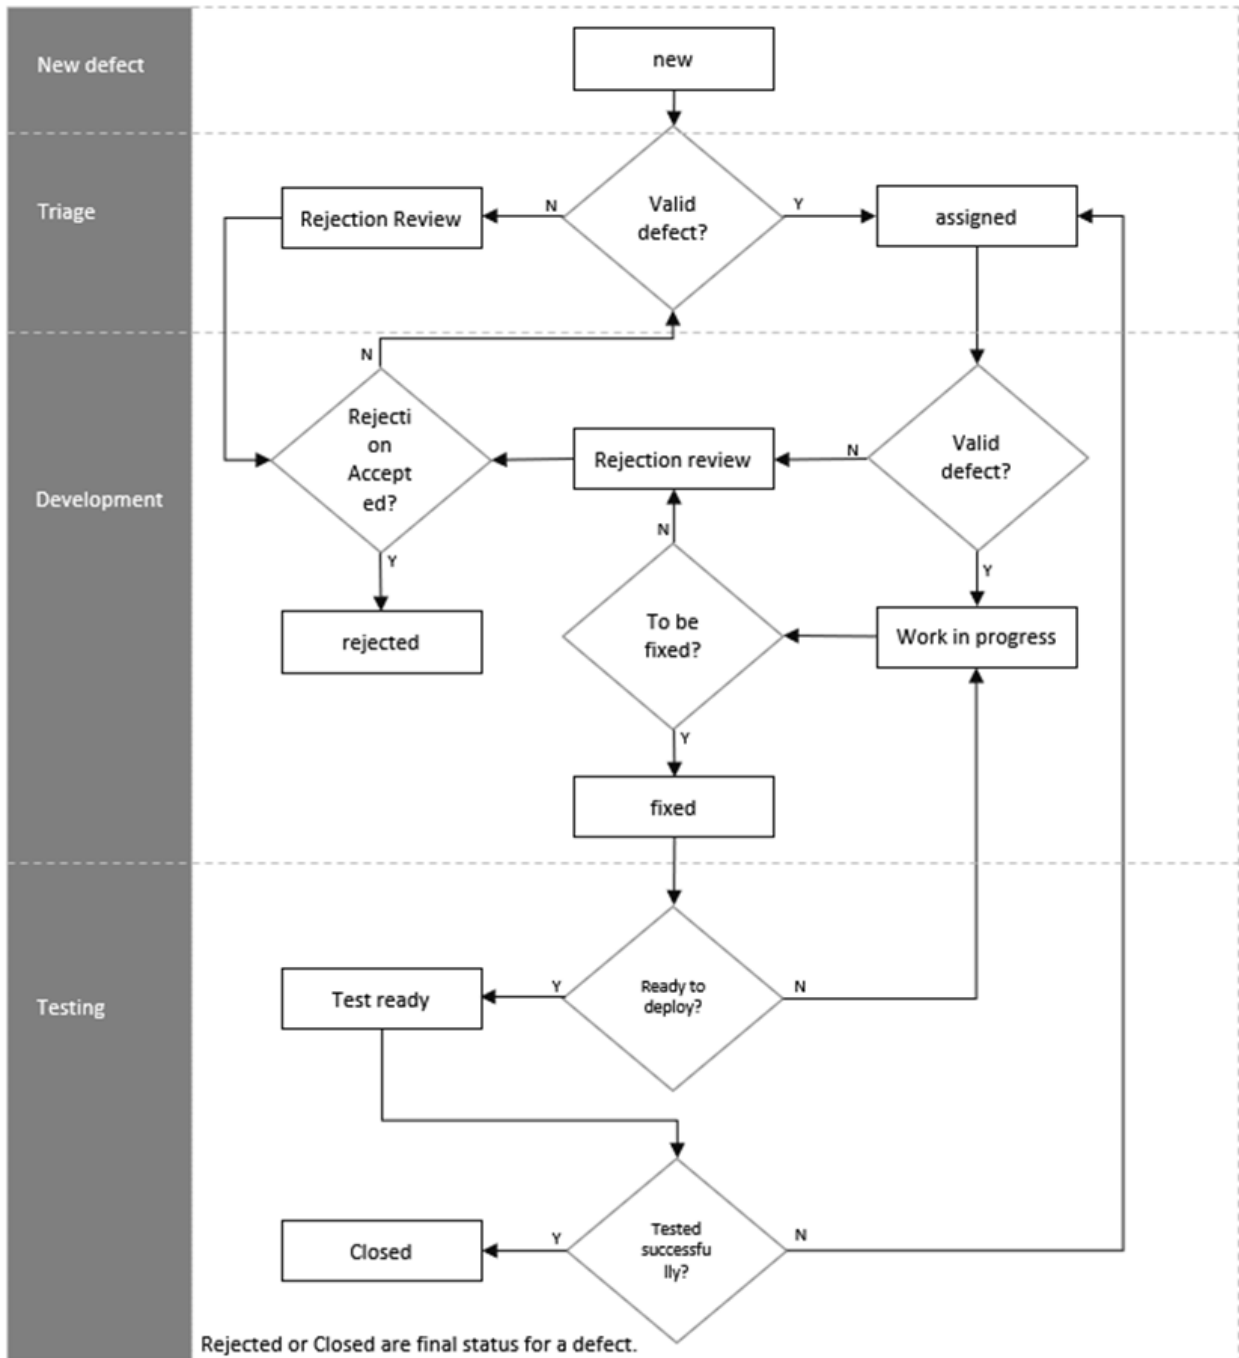 New defect
new
Triage
Rejection Review
N
Valid
defect?
Y
assigned
Development
N
Rejecti
on
Accept
ed?
Y
rejected
Rejection review
N
Valid
defect?
Y
N
To be
fixed?
Y
Work in progress
fixed
Testing
Test ready
Y
Ready to
deploy?
N
Closed
Y
Tested
successfu
lly?
N
Rejected or Closed are final status for a defect.